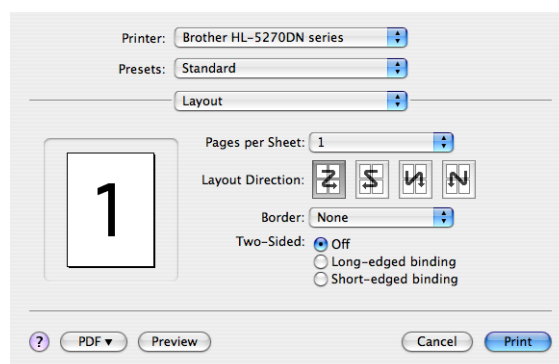 Printer: Brother HL-5270DN series
Presets: Standard
Layout
Pages per Sheet: 1
Layout Direction:
1
Border: None
Two-Sided: Off
Long-edged binding
Short-edged binding
? PDF ▼ Preview Cancel Print